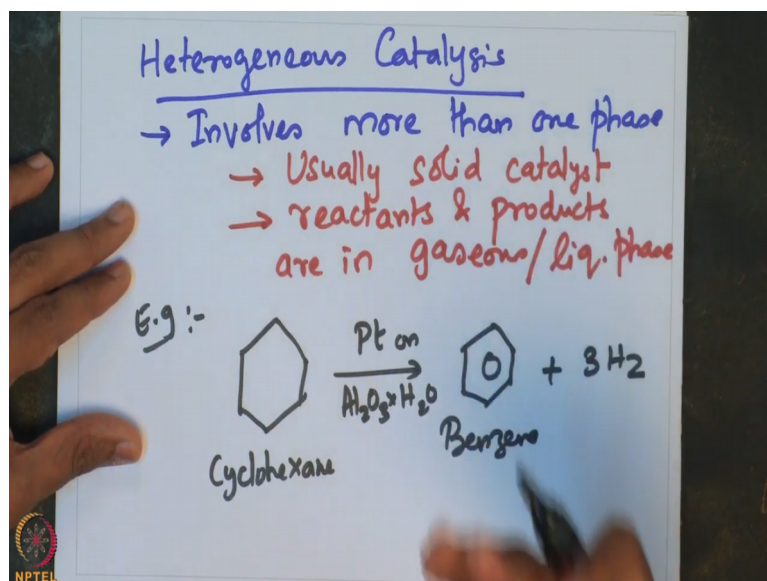 Heterogeneous Catalysis
→ Involves more than one phase
→ Usually solid catalyst
→ reactants & products
are in gaseous/liq. phase
E.g :-
Pt on
Al2O3xH2O
+ 3H2
Cyclohexane
Benzene
NPTEL